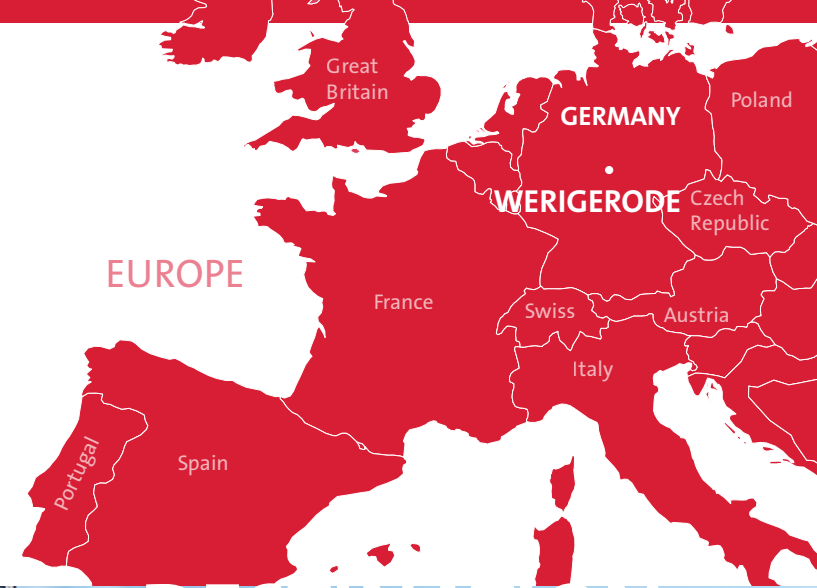 Great
Britain
GERMANY
Poland
WERIGERODE
Czech
Republic
EUROPE
France
Swiss
Austria
Italy
Portugal
Spain